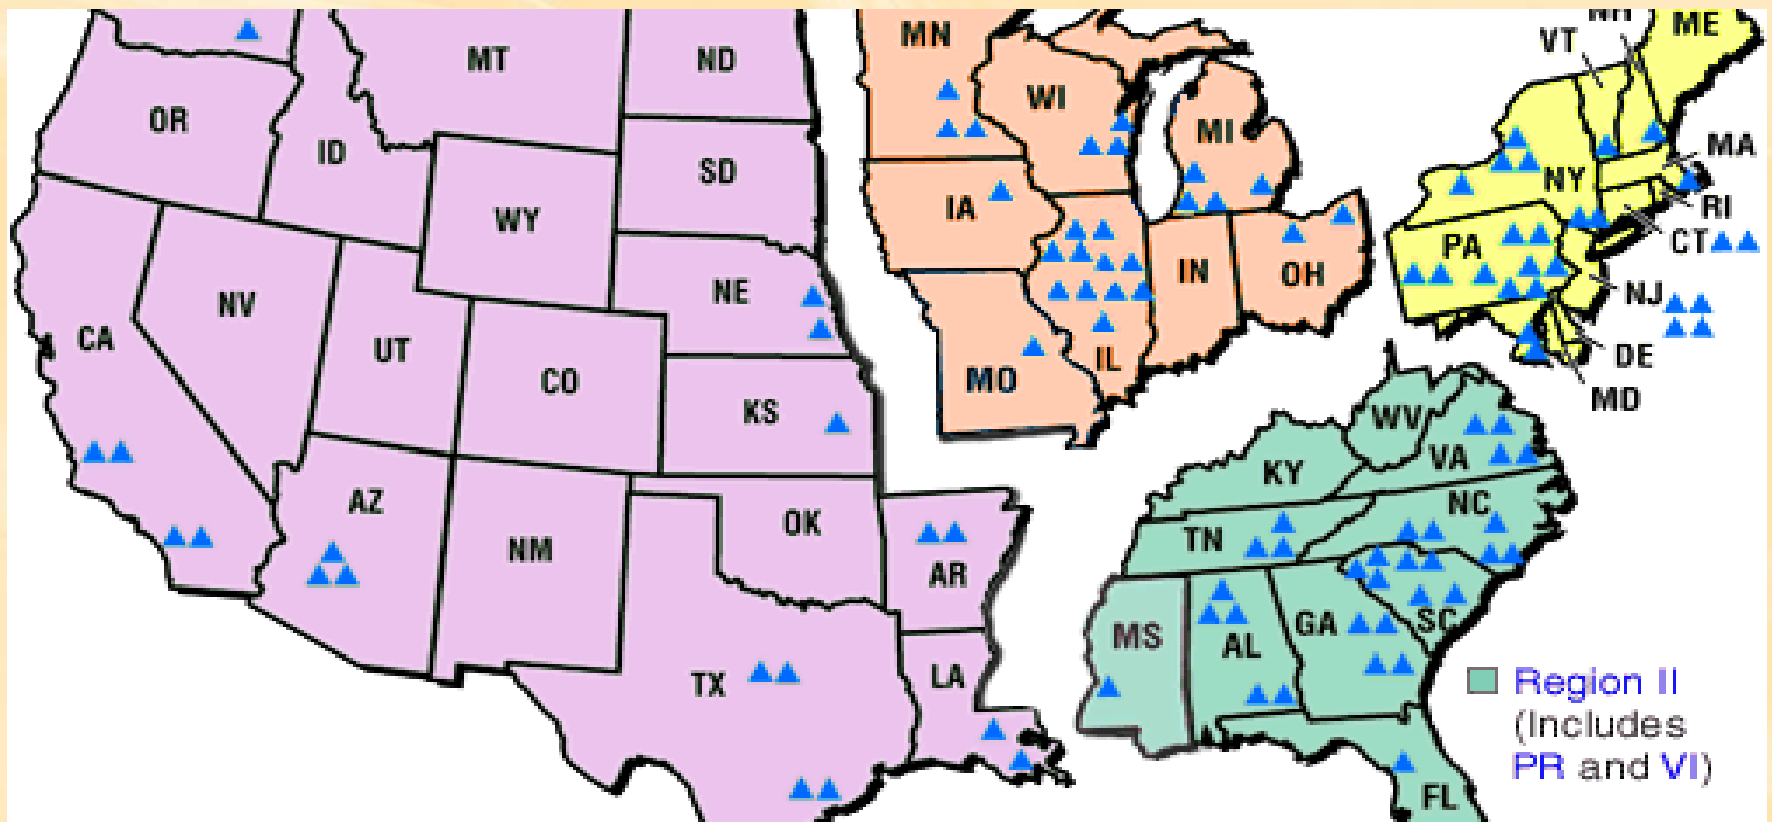 NH
ME
VT
MN
MT
ND
WI
OR
MI
MA
ID
SD
NY
IA
RI
WY
CT
PA
IN
OH
NE
NJ
NV
CA
UT
DE
IL
CO
MO
MD
KS
WV
VA
KY
AZ
NC
OK
TN
NM
AR
GA
SC
MS
AL
LA
TX
Region II
(Includes
PR and VI)
FL